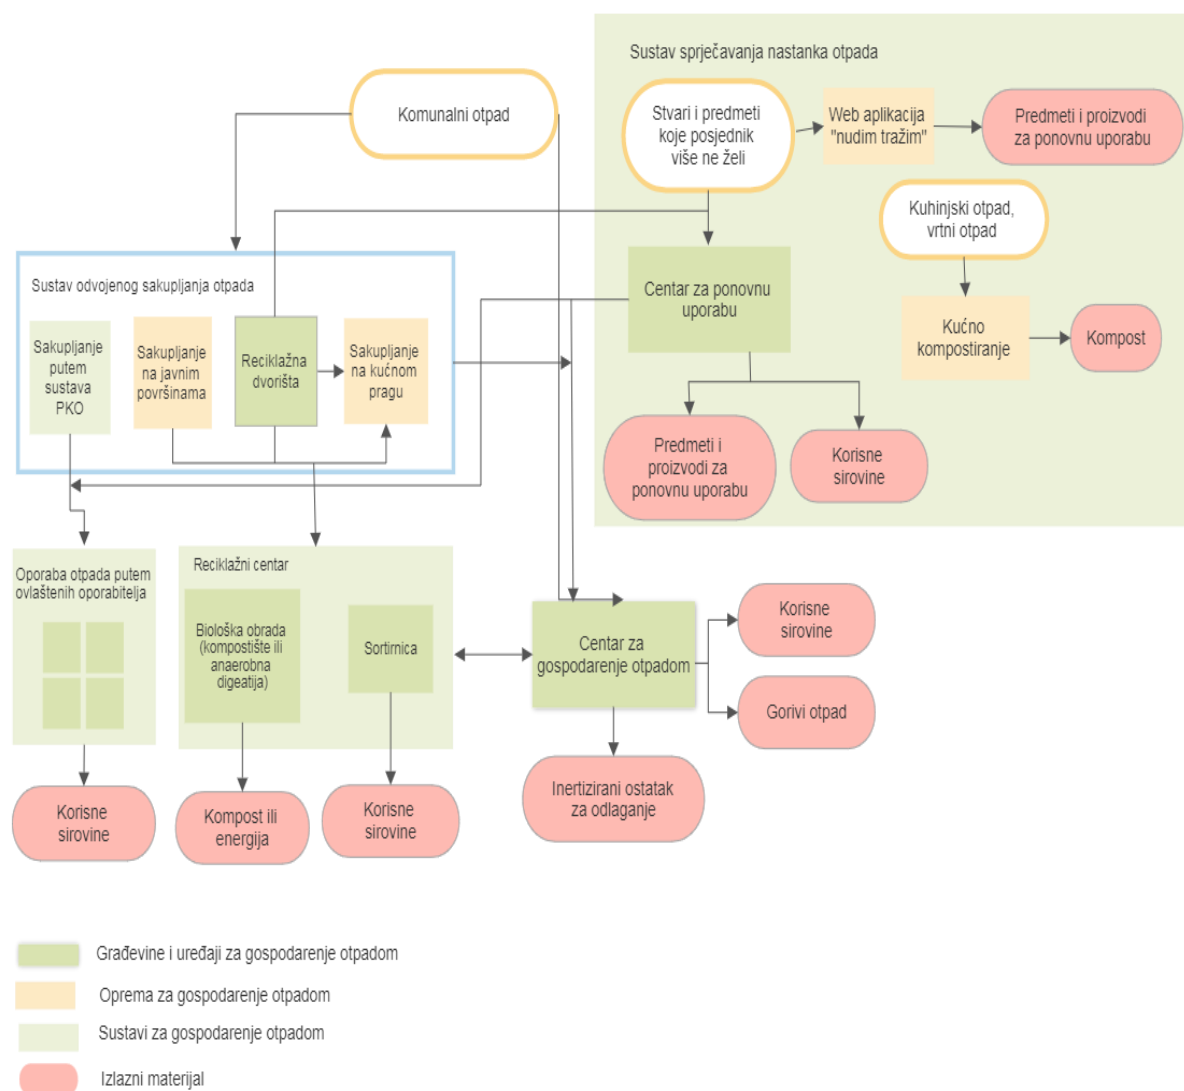 Sustav sprječavanja nastanka otpada
Komunalni otpad
Stvari i predmeti
koje posjednik
više ne želi
Web aplikacija
"nudim tražim"
Predmeti i proizvodi
za ponovnu uporabu
Kuhinjski otpad,
vrtni otpad
Centar za ponovnu
uporabu
Kućno
kompostiranje
Kompost
Predmeti i
proizvodi za
ponovnu uporabu
Korisne
sirovine
Sustav odvojenog sakupljanja otpada
Sakupljanje
putem
sustava
PKO
Sakupljanje
na javnim
površinama
Reciklažna
dvorišta
Sakupljanje
na kućnom
pragu
Oporaba otpada putem
ovlaštenih oporabitelja
Reciklažni centar
Biološka obrada
(kompostište ili
anaerobna
digeatija)
Sortirnica
Centar za
gospodarenje otpadom
Korisne
sirovine
Gorivi otpad
Korisne
sirovine
Kompost ili
energija
Korisne
sirovine
Inertizirani ostatak
za odlaganje
Građevine i uređaji za gospodarenje otpadom
Oprema za gospodarenje otpadom
Sustavi za gospodarenje otpadom
Izlazni materijal